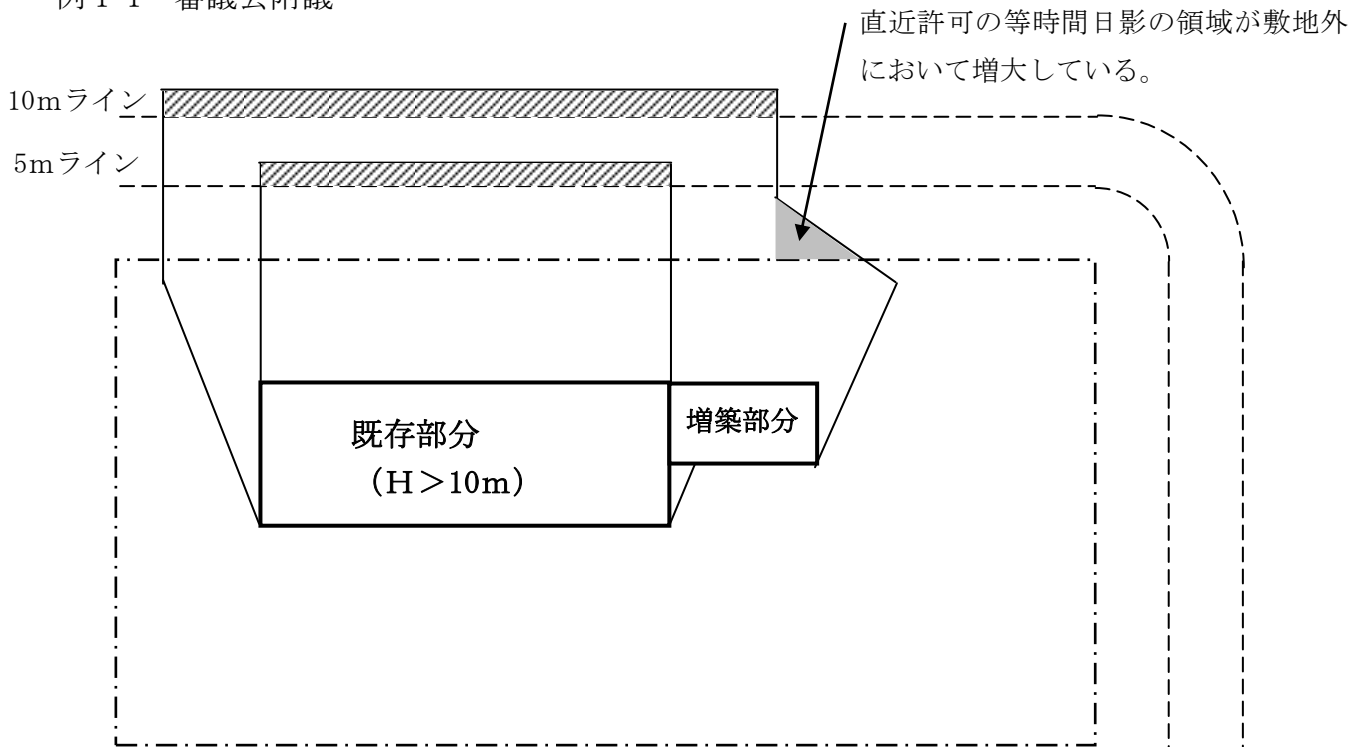 直近許可の等時間日影の領域が敷地外
において増大している。
10mライン
5mライン
既存部分
（H＞10m）
増築部分